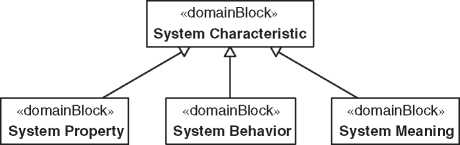 «domainBlock»
System Characteristic
«domainBlock»
System Property
«domainBlock»
System Behavior
«domainBlock»
System Meaning